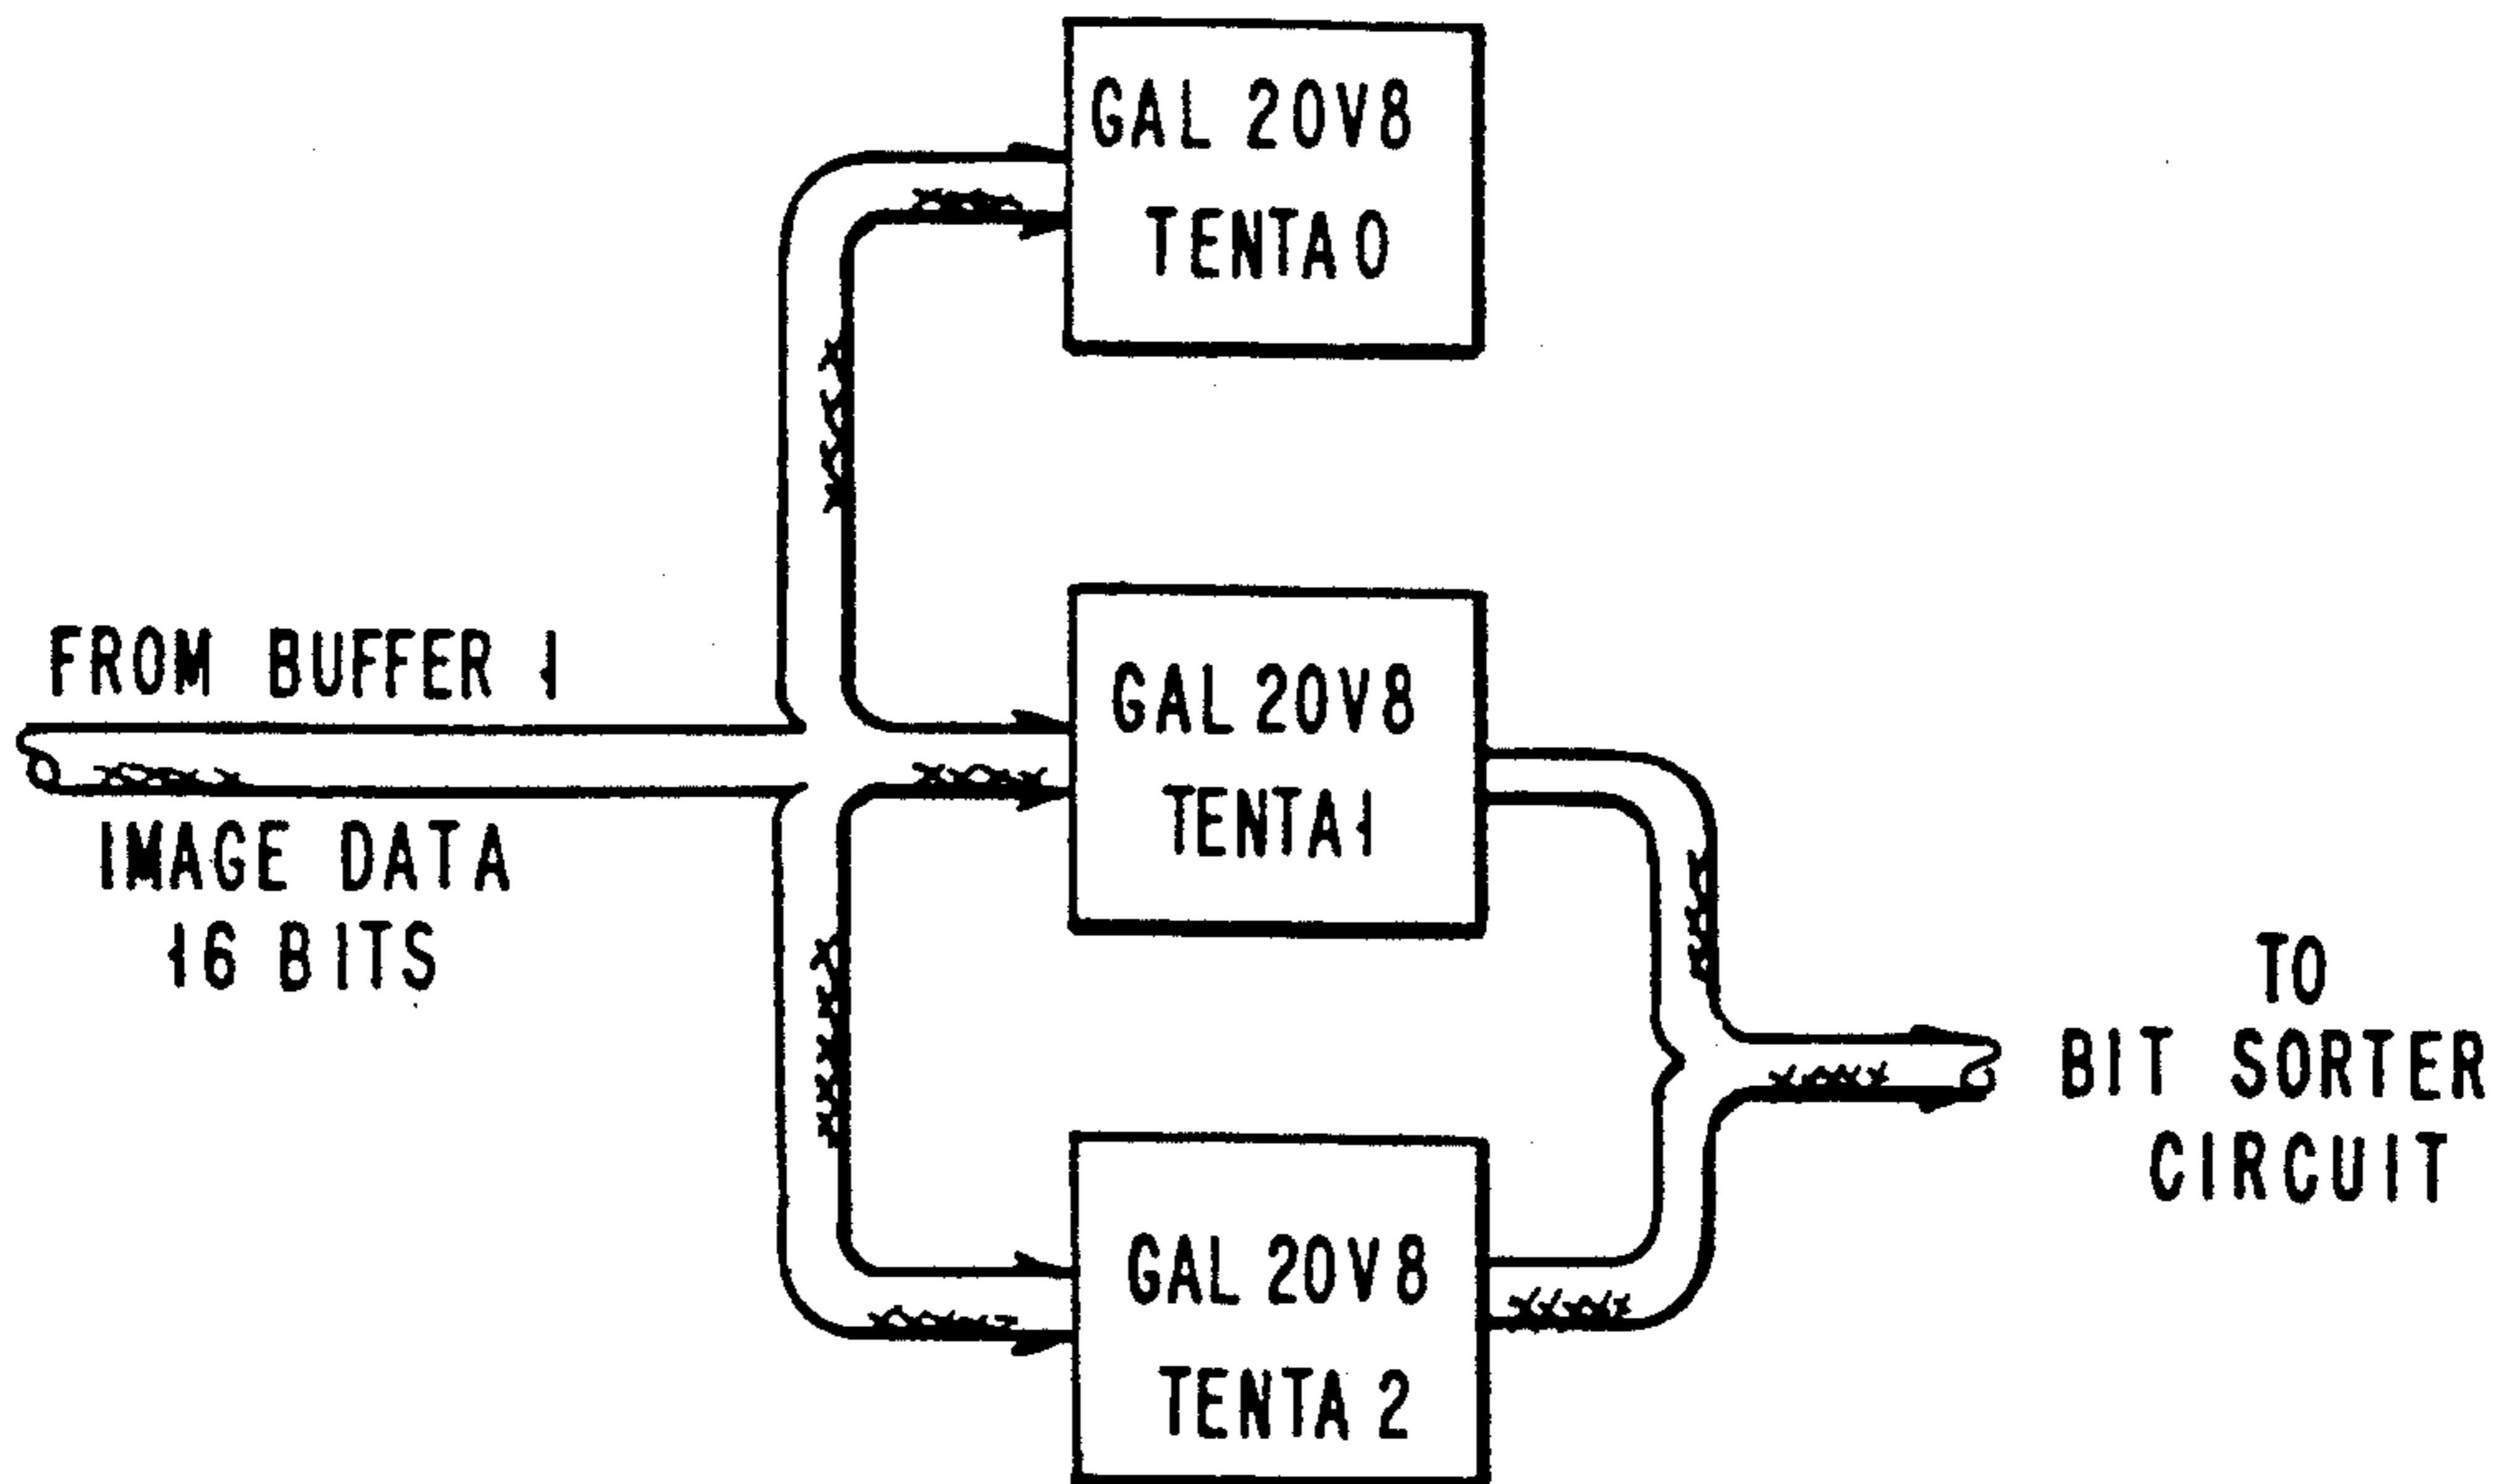 GAL 20V8
TENTA 0
FROM BUFFER 1
IMAGE DATA
16 BITS
GAL 20V8
TENTA 1
TO
BIT SORTER
CIRCUIT
GAL 20V8
TENTA 2